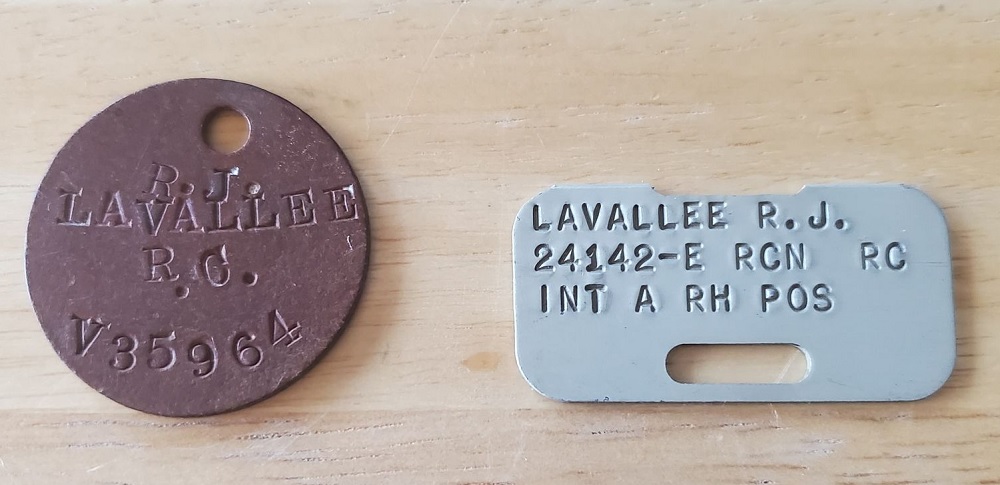 R. J.
LAVALLEE
R.C.
V35964
LAVALLEE R.J.
24142-E RCN RC
INT A RH POS